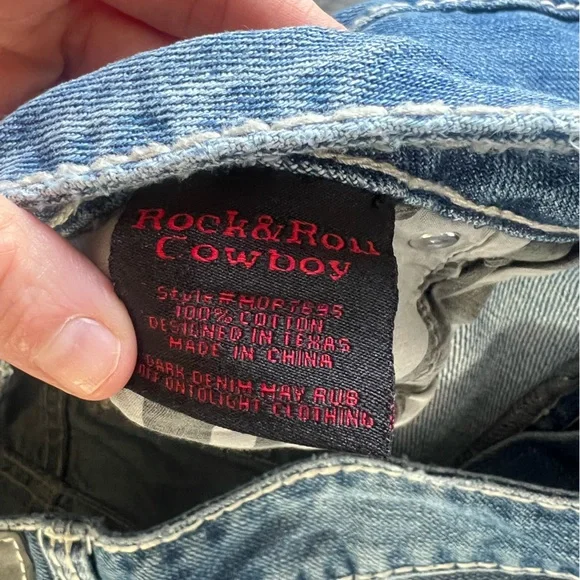 Rock&Roll
Cowboy
Style #M0P7695
100% COTTON
DESIGNED IN TEXAS
MADE IN CHINA
DARK DENIM MAY RUB
OFF ONTO LIGHT CLOTHING